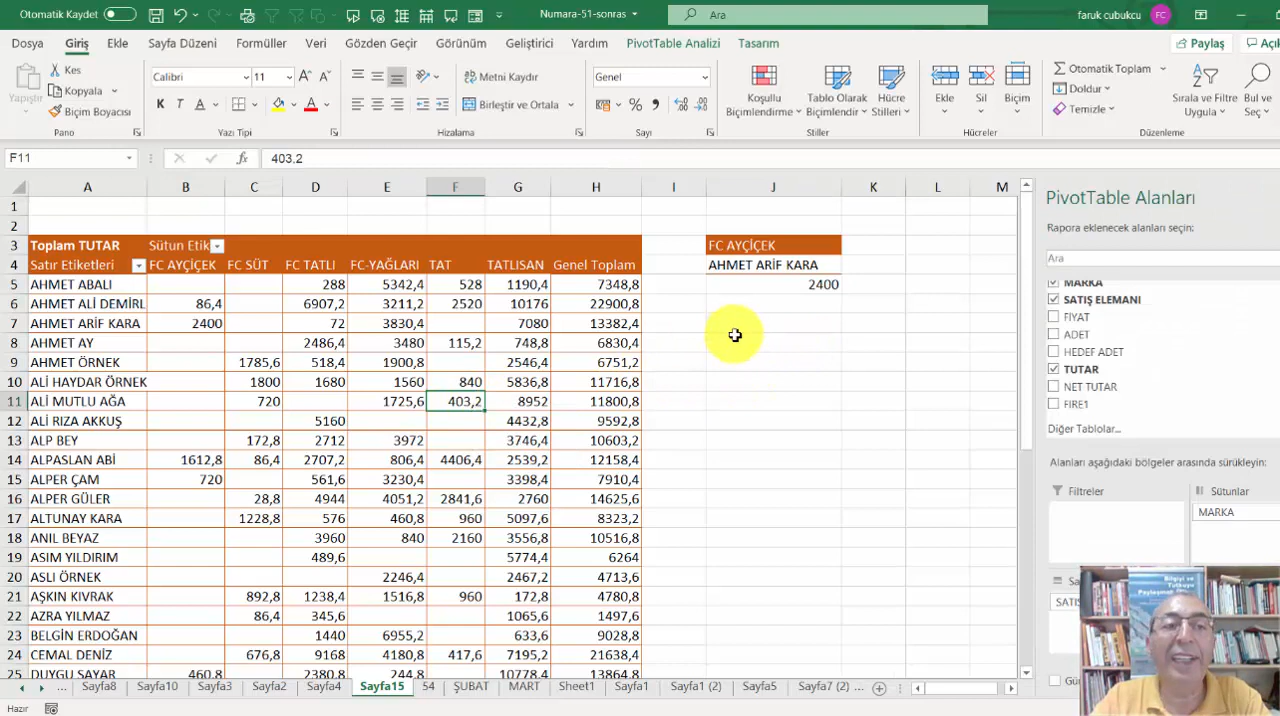 Otomatik Kaydet
Numara-51-sonras
Ara
faruk cubukcu
FC
Dosya Giriş Ekle Sayfa Düzeni Formüller Veri Gözden Geçir Görünüm Geliştirici Yardım PivotTable Analizi Tasarım
Paylaş
Yapıştır
Kes
Kopyala
Biçim Boyacısı
Calibri 11
K T A
Metni Kaydır
Birleştir ve Ortala
Genel
Koşullu Biçimlendirme
Tablo Olarak Biçimlendir
Hücre Stilleri
Ekle Sil Biçim
Otomatik Toplam
Doldur
Temizle
Sırala ve Filtre Uygula
Bul ve Seç
Pano Yazı Tipi Hizalama Sayı Stiller Hücreler Düzenleme
F11 fx 403,2
A B C D E F G H I J K L M
1
2
3 Toplam TUTAR Sütun Etik FC AYÇİÇEK
4 Satır Etiketleri FC AYÇİÇEK FC SÜT FC TATLI FC-YAĞLARI TAT TATLISAN Genel Toplam AHMET ARİF KARA
5 AHMET ABALI 288 5342,4 528 1190,4 7348,8 2400
6 AHMET ALİ DEMİRL 86,4 6907,2 3211,2 2520 10176 22900,8
7 AHMET ARİF KARA 2400 72 3830,4 7080 13382,4
8 AHMET AY 2486,4 3480 115,2 748,8 6830,4
9 AHMET ÖRNEK 1785,6 518,4 1900,8 2546,4 6751,2
10 ALİ HAYDAR ÖRNEK 1800 1680 1560 840 5836,8 11716,8
11 ALİ MUTLU AĞA 720 1725,6 403,2 8952 11800,8
12 ALİ RIZA AKKUŞ 5160 4432,8 9592,8
13 ALP BEY 172,8 2712 3972 3746,4 10603,2
14 ALPASLAN ABİ 1612,8 86,4 2707,2 806,4 4406,4 2539,2 12158,4
15 ALPER ÇAM 720 561,6 3230,4 3398,4 7910,4
16 ALPER GÜLER 28,8 4944 4051,2 2841,6 2760 14625,6
17 ALTUNAY KARA 1228,8 576 460,8 960 5097,6 8323,2
18 ANIL BEYAZ 3960 840 2160 3556,8 10516,8
19 ASIM YILDIRIM 489,6 5774,4 6264
20 ASLI ÖRNEK 2246,4 2467,2 4713,6
21 AŞKIN KIVRAK 892,8 1238,4 1516,8 960 172,8 4780,8
22 AZRA YILMAZ 86,4 345,6 1065,6 1497,6
23 BELGİN ERDOĞAN 1440 6955,2 633,6 9028,8
24 CEMAL DENİZ 676,8 9168 4180,8 417,6 7195,2 21638,4
25 DUYGU SAYAR 460,8 2380,8 244,8 10778,4 13864,8
PivotTable Alanları
Rapora eklenecek alanları seçin:
Ara
MARKA
SATIŞ ELEMANI
FİYAT
ADET
HEDEF ADET
TUTAR
NET TUTAR
FIRE1
Diğer Tablolar...
Alanları aşağıdaki bölgeler arasında sürükleyin:
Filtreler Sütunlar
MARKA
Bilgiyi ve
Tutkuyu
... Sayfa8 Sayfa10 Sayfa3 Sayfa2 Sayfa4 Sayfa15 54 ŞUBAT MART Sheet1 Sayfa1 Sayfa1 (2) Sayfa5 Sayfa7 (2) ...
Hazır